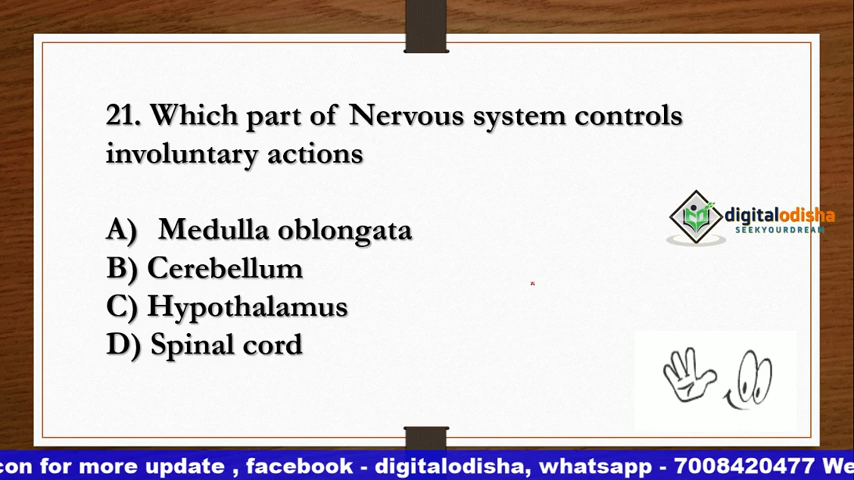 21. Which part of Nervous system controls
involuntary actions
A) Medulla oblongata
B) Cerebellum
C) Hypothalamus
D) Spinal cord
digitalodisha
SEEKYOURDREAM
con for more update , facebook - digitalodisha, whatsapp - 7008420477 We